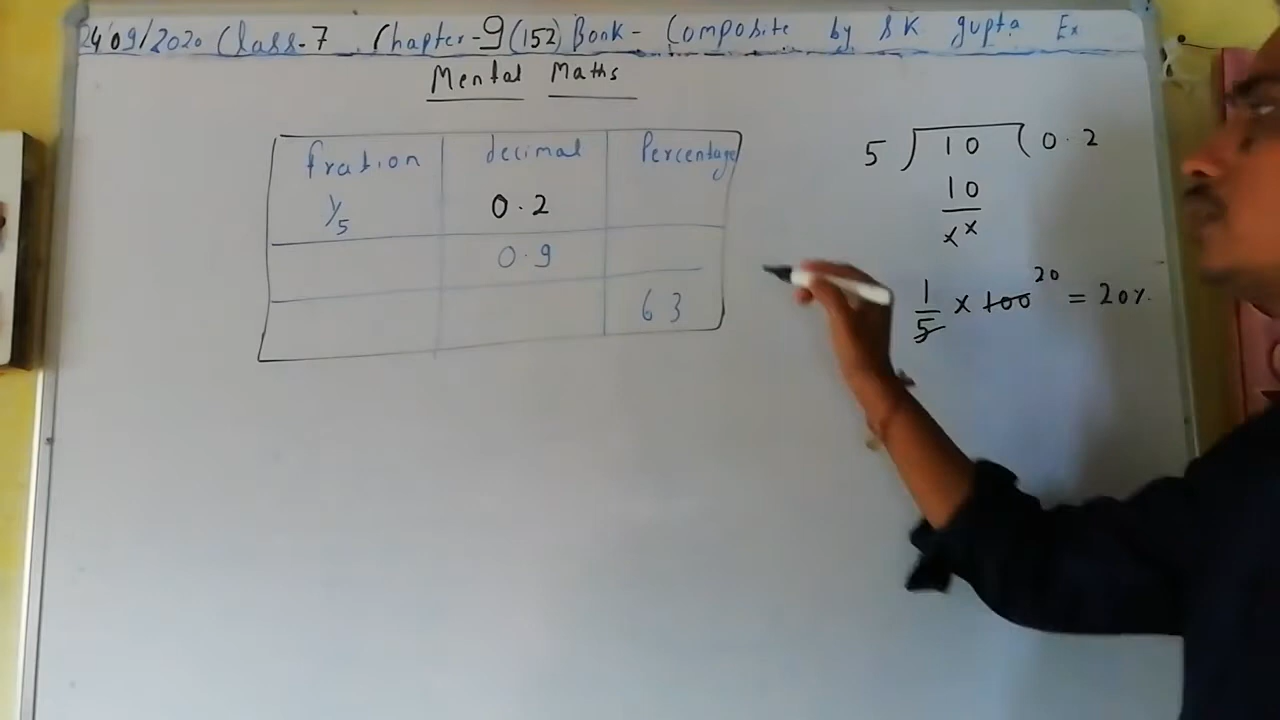 24/09/2020 Class-7 Chapter-9(152) Book- Composite by S K gupta Ex
Mental Maths
fration decimal Percentage
1/5 0.2
0.9
63
5 ) 10 ( 0.2
10
x x
1/5 x 100 20 = 20%.